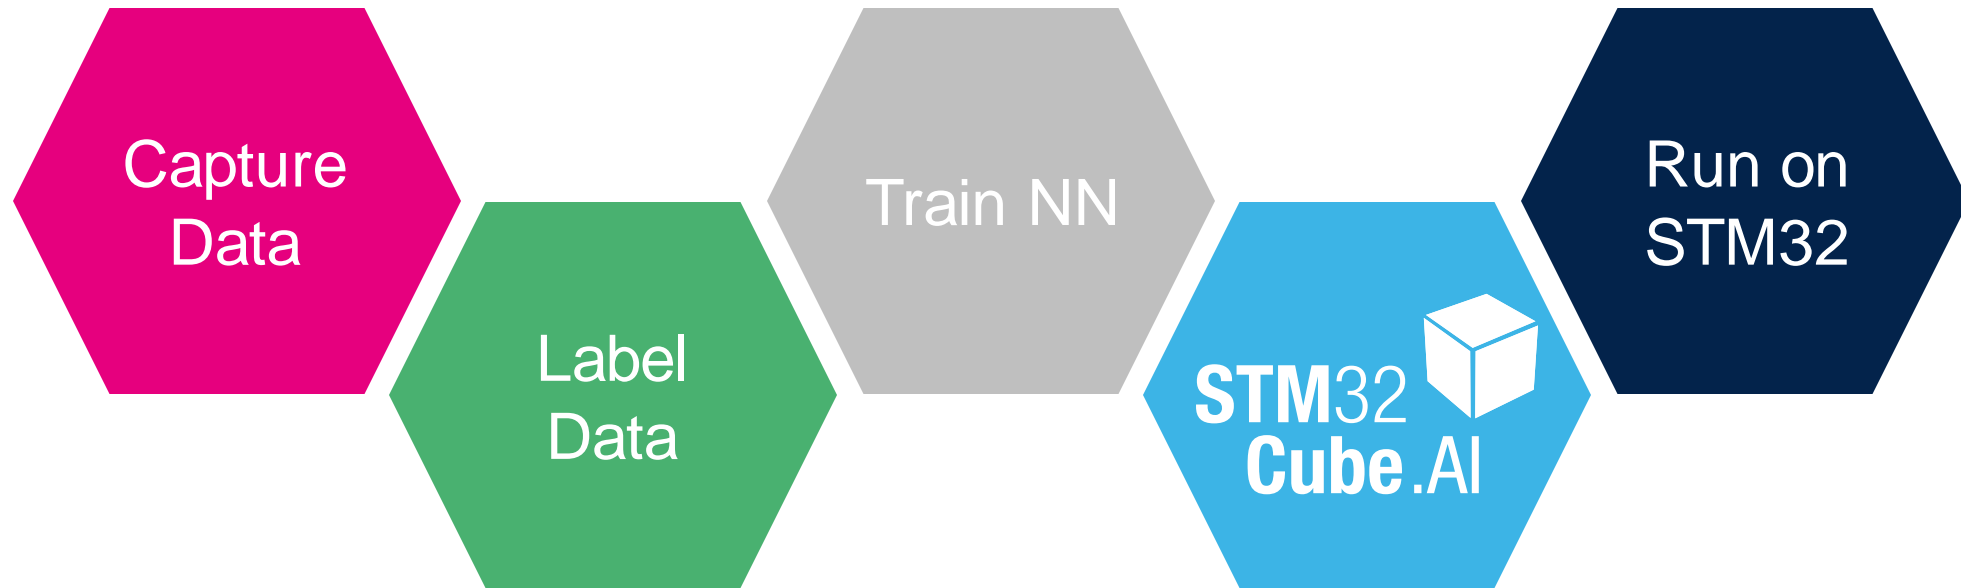 Capture
Data
Label
Data
Train NN
STM32
Cube.AI
Run on
STM32